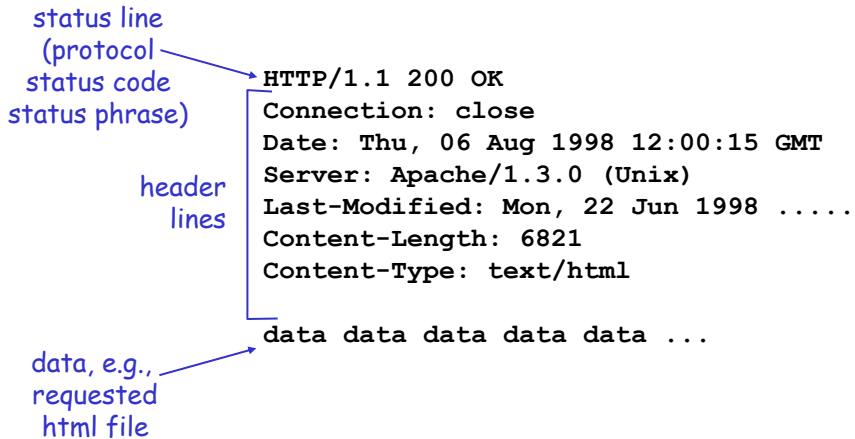 status line
(protocol
status code
status phrase)
HTTP/1.1 200 OK
Connection: close
Date: Thu, 06 Aug 1998 12:00:15 GMT
Server: Apache/1.3.0 (Unix)
Last-Modified: Mon, 22 Jun 1998 .....
Content-Length: 6821
Content-Type: text/html
header
lines
data data data data data ...
data, e.g.,
requested
html file